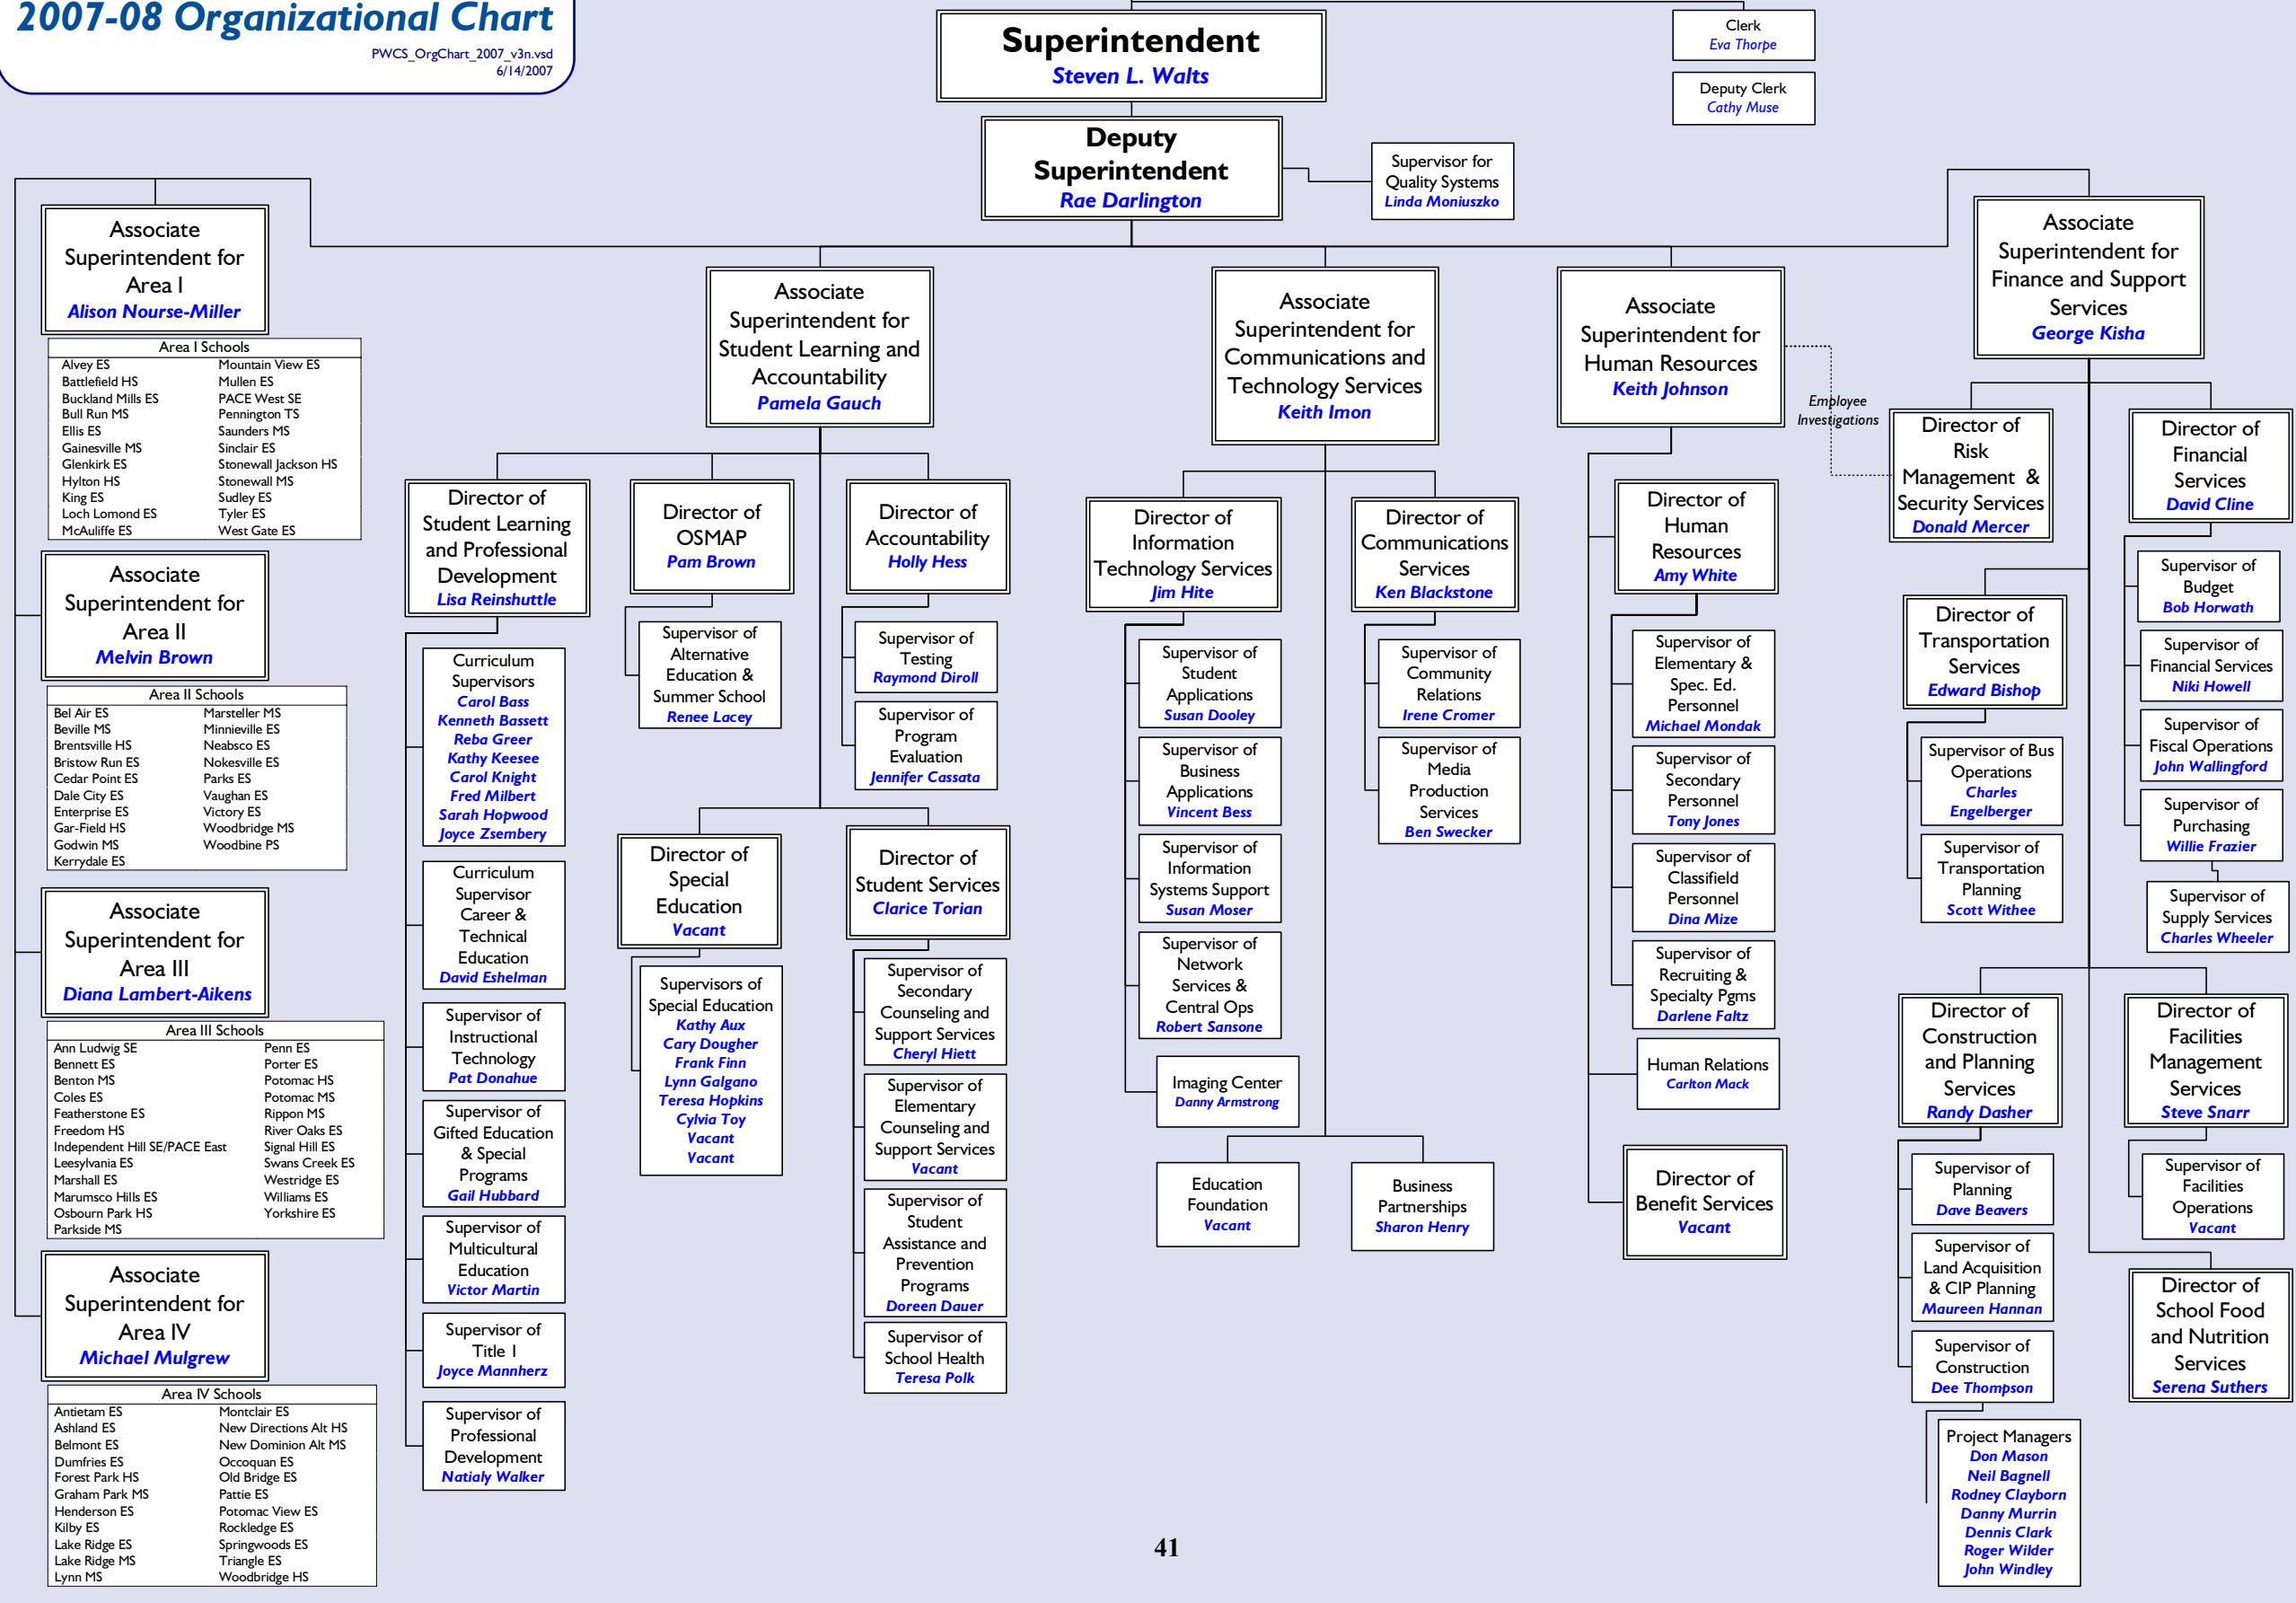 2007-08 Organizational Chart
PWCS_OrgChart_2007_v3n.vsd
6/14/2007
Superintendent
Steven L. Walts
Clerk
Eva Thorpe
Deputy Clerk
Cathy Muse
Deputy
Superintendent
Rae Darlington
Supervisor for
Quality Systems
Linda Moniuszko
Associate
Superintendent for
Area I
Alison Nourse-Miller
Area I Schools
Alvey ES
Battlefield HS
Buckland Mills ES
Bull Run MS
Ellis ES
Gainesville MS
Glenkirk ES
Hylton HS
King ES
Loch Lomond ES
McAuliffe ES
Mountain View ES
Mullen ES
PACE West SE
Pennington TS
Saunders MS
Sinclair ES
Stonewall Jackson HS
Stonewall MS
Sudley ES
Tyler ES
West Gate ES
Associate
Superintendent for
Area II
Melvin Brown
Area II Schools
Bel Air ES
Beville MS
Brentsville HS
Bristow Run ES
Cedar Point ES
Dale City ES
Enterprise ES
Gar-Field HS
Godwin MS
Kerrydale ES
Marsteller MS
Minnieville ES
Neabsco ES
Nokesville ES
Parks ES
Vaughan ES
Victory ES
Woodbridge MS
Woodbine PS
Associate
Superintendent for
Area III
Diana Lambert-Aikens
Area III Schools
Ann Ludwig SE
Bennett ES
Benton MS
Coles ES
Featherstone ES
Freedom HS
Independent Hill SE/PACE East
Leesylvania ES
Marshall ES
Marumsco Hills ES
Osbourn Park HS
Parkside MS
Penn ES
Porter ES
Potomac HS
Potomac MS
Rippon MS
River Oaks ES
Signal Hill ES
Swans Creek ES
Westridge ES
Williams ES
Yorkshire ES
Associate
Superintendent for
Area IV
Michael Mulgrew
Area IV Schools
Antietam ES
Ashland ES
Belmont ES
Dumfries ES
Forest Park HS
Graham Park MS
Henderson ES
Kilby ES
Lake Ridge ES
Lake Ridge MS
Lynn MS
Montclair ES
New Directions Alt HS
New Dominion Alt MS
Occoquan ES
Old Bridge ES
Pattie ES
Potomac View ES
Rockledge ES
Springwoods ES
Triangle ES
Woodbridge HS
Associate
Superintendent for
Student Learning and
Accountability
Pamela Gauch
Director of
Student Learning
and Professional
Development
Lisa Reinshuttle
Curriculum
Supervisors
Carol Bass
Kenneth Bassett
Reba Greer
Kathy Keesee
Carol Knight
Fred Milbert
Sarah Hopwood
Joyce Zsembery
Curriculum
Supervisor
Career &
Technical
Education
David Eshelman
Supervisor of
Instructional
Technology
Pat Donahue
Supervisor of
Gifted Education
& Special
Programs
Gail Hubbard
Supervisor of
Multicultural
Education
Victor Martin
Supervisor of
Title 1
Joyce Mannherz
Supervisor of
Professional
Development
Natialy Walker
Director of
OSMAP
Pam Brown
Supervisor of
Alternative
Education &
Summer School
Renee Lacey
Director of
Accountability
Holly Hess
Supervisor of
Testing
Raymond Diroll
Supervisor of
Program
Evaluation
Jennifer Cassata
Director of
Special
Education
Vacant
Supervisors of
Special Education
Kathy Aux
Cary Dougher
Frank Finn
Lynn Galgano
Teresa Hopkins
Cylvia Toy
Vacant
Vacant
Director of
Student Services
Clarice Torian
Supervisor of
Secondary
Counseling and
Support Services
Cheryl Hiett
Supervisor of
Elementary
Counseling and
Support Services
Vacant
Supervisor of
Student
Assistance and
Prevention
Programs
Doreen Dauer
Supervisor of
School Health
Teresa Polk
Associate
Superintendent for
Communications and
Technology Services
Keith Imon
Director of
Information
Technology Services
Jim Hite
Supervisor of
Student
Applications
Susan Dooley
Supervisor of
Business
Applications
Vincent Bess
Supervisor of
Information
Systems Support
Susan Moser
Supervisor of
Network
Services &
Central Ops
Robert Sansone
Imaging Center
Danny Armstrong
Director of
Communications
Services
Ken Blackstone
Supervisor of
Community
Relations
Irene Cromer
Supervisor of
Media
Production
Services
Ben Swecker
Education
Foundation
Vacant
Business
Partnerships
Sharon Henry
Associate
Superintendent for
Human Resources
Keith Johnson
Employee
Investigations
Director of
Human
Resources
Amy White
Supervisor of
Elementary &
Spec. Ed.
Personnel
Michael Mondak
Supervisor of
Secondary
Personnel
Tony Jones
Supervisor of
Classifield
Personnel
Dina Mize
Supervisor of
Recruiting &
Specialty Pgms
Darlene Faltz
Human Relations
Carlton Mack
Director of
Benefit Services
Vacant
Associate
Superintendent for
Finance and Support
Services
George Kisha
Director of
Risk
Management &
Security Services
Donald Mercer
Director of
Financial
Services
David Cline
Supervisor of
Budget
Bob Horwath
Supervisor of
Financial Services
Niki Howell
Supervisor of
Fiscal Operations
John Wallingford
Supervisor of
Purchasing
Willie Frazier
Supervisor of
Supply Services
Charles Wheeler
Director of
Transportation
Services
Edward Bishop
Supervisor of Bus
Operations
Charles
Engelberger
Supervisor of
Transportation
Planning
Scott Withee
Director of
Construction
and Planning
Services
Randy Dasher
Supervisor of
Planning
Dave Beavers
Supervisor of
Land Acquisition
& CIP Planning
Maureen Hannan
Supervisor of
Construction
Dee Thompson
Project Managers
Don Mason
Neil Bagnell
Rodney Clayborn
Danny Murrin
Dennis Clark
Roger Wilder
John Windley
Director of
Facilities
Management
Services
Steve Snarr
Supervisor of
Facilities
Operations
Vacant
Director of
School Food
and Nutrition
Services
Serena Suthers
41